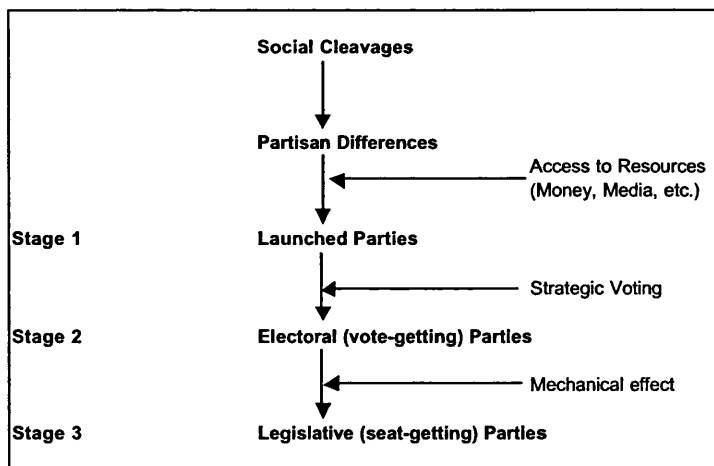 Social Cleavages
Partisan Differences
Access to Resources
(Money, Media, etc.)
Stage 1 Launched Parties
Strategic Voting
Stage 2 Electoral (vote-getting) Parties
Mechanical effect
Stage 3 Legislative (seat-getting) Parties